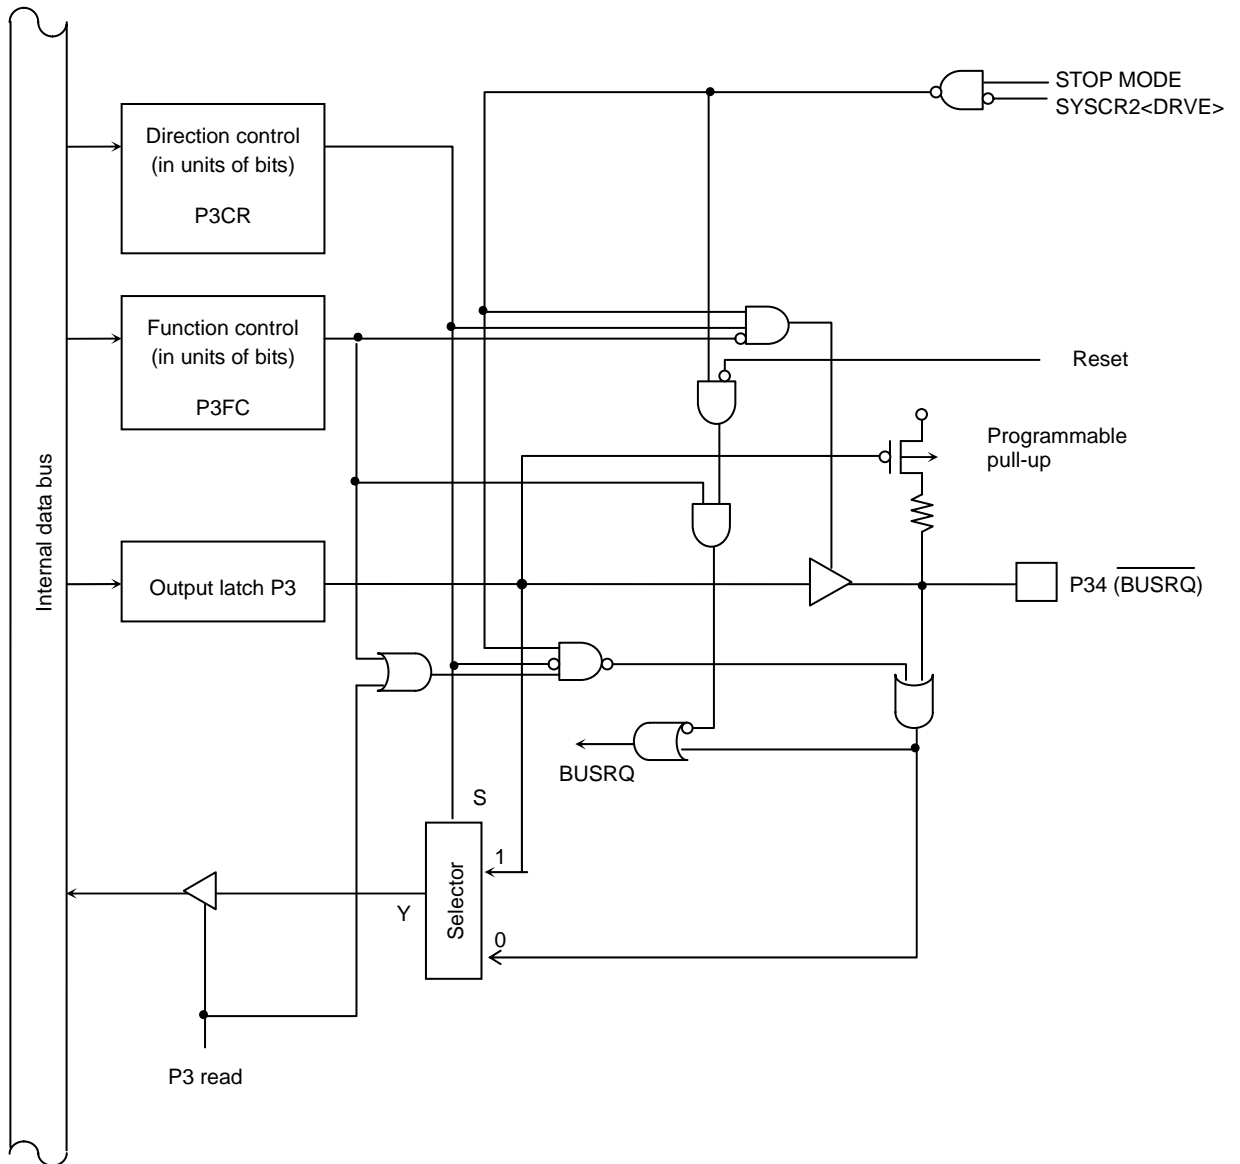 STOP MODE
SYSCR2<DRVE>
Direction control
(in units of bits)
P3CR
Function control
(in units of bits)
P3FC
Reset
Programmable
pull-up
Internal data bus
Output latch P3
P34 (BUSRQ)
BUSRQ
S
1
Selector
Y
0
P3 read